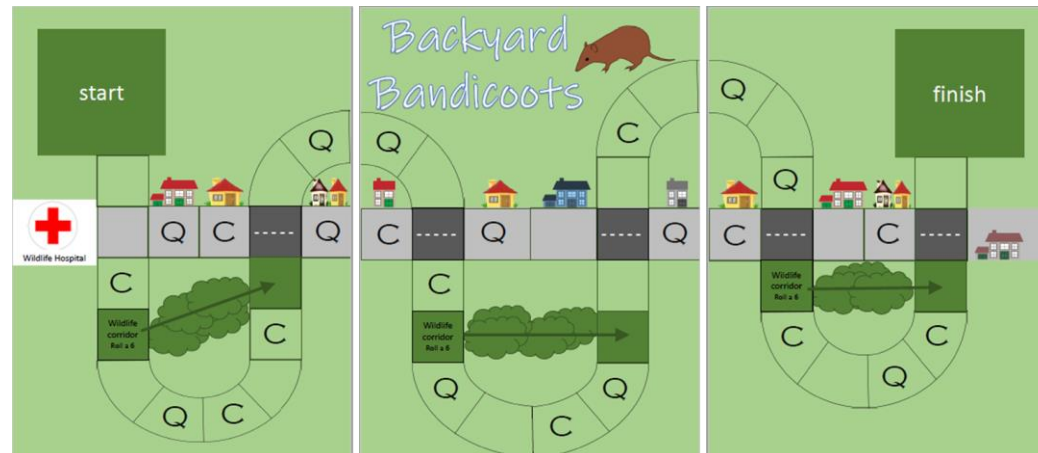 start
Q
Q C Q
Wildlife Hospital
C
Wildlife
corridor
Roll a 6
C
Q C
Backyard
Bandicoots
Q C
C Q Q
C
Wildlife
corridor
Roll a 6
Q Q
C
Q
finish
Q
C C
Wildlife
corridor
Roll a 6
C C
Q